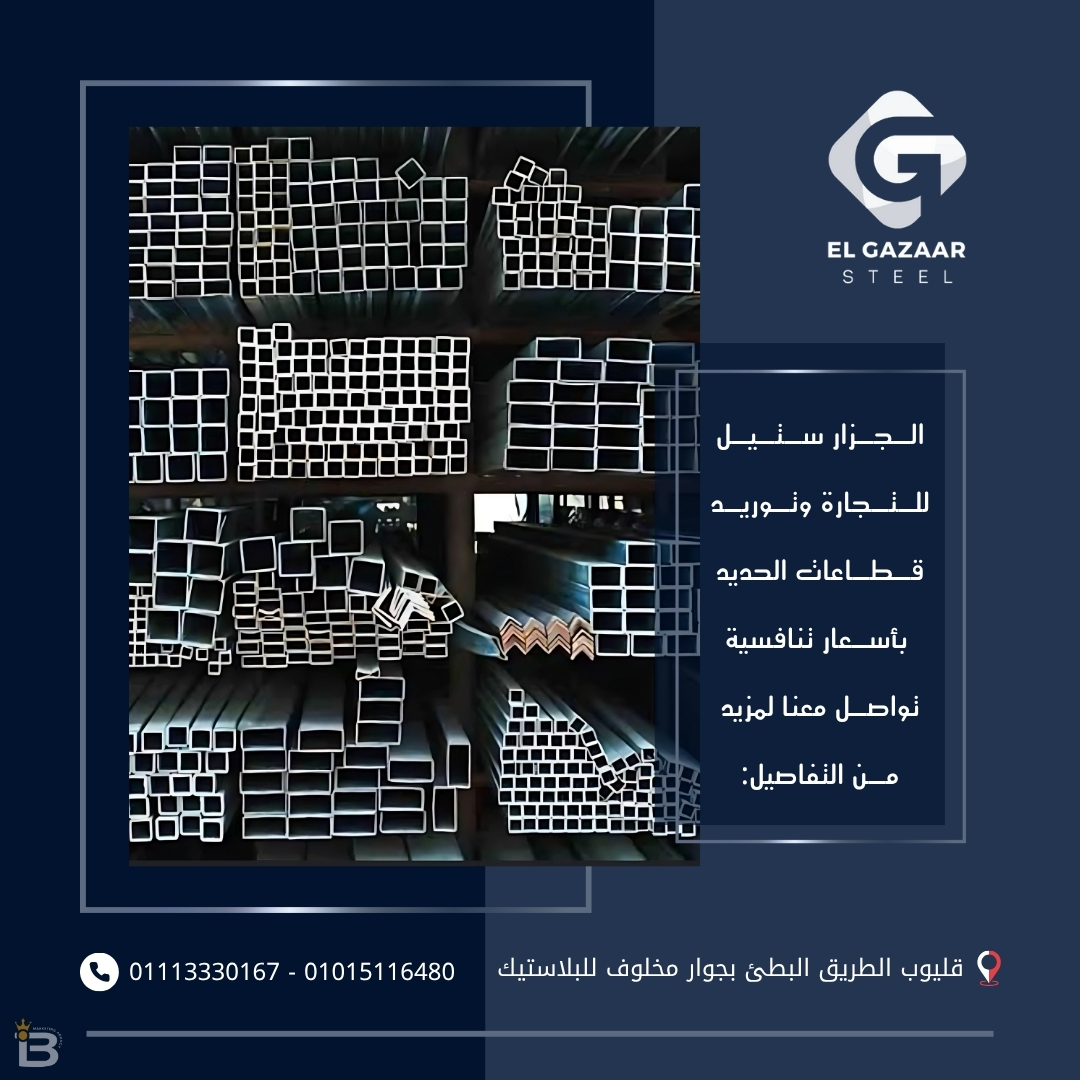 EL GAZAAR
STEEL
الجزار ستيل
للتجارة وتوريد
قطاعات الحديد
بأسعار تنافسية
تواصل معنا لمزيد
من التفاصيل:
قليوب الطريق البطئ بجوار مخلوف للبلاستيك
01113330167 - 01015116480